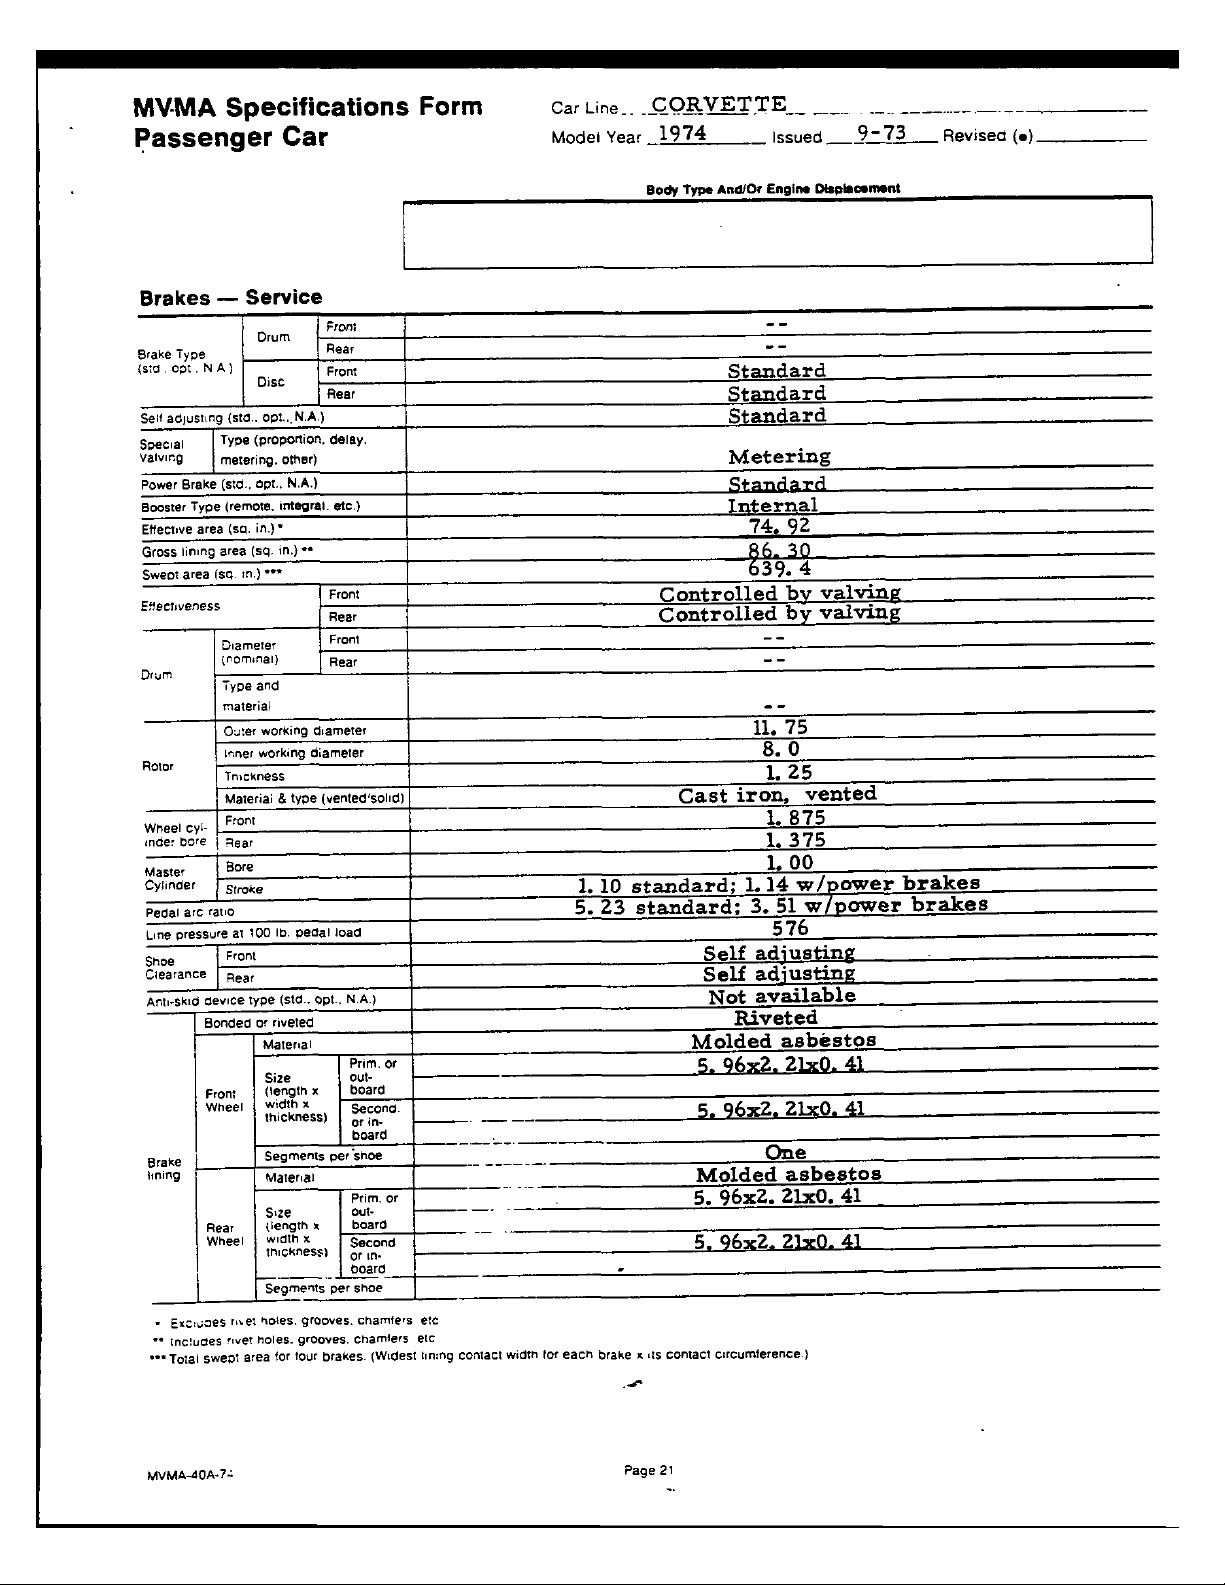 MVMA Specifications Form
Passenger Car
Car Line CORVETTE
Model Year 1974 Issued 9-73 Revised (•)
Body Type And/Or Engine Displacement
Brakes — Service
Brake Type (std. opt. N A) Drum Front --
Rear --
Disc Front Standard
Rear Standard
Self adjusting (std., opt., N.A.) Standard
Special Valving Type (proportion, delay, metering, other) Metering
Power Brake (std., opt., N.A.) Standard
Booster Type (remote, integral, etc.) Internal
Effective area (sq. in.) * 74.92
Gross lining area (sq. in.) ** 86.30
Swept area (sq. in.) *** 639.4
Effectiveness Front Controlled by valving
Rear Controlled by valving
Drum Diameter (nominal) Front --
Rear --
Type and material --
Rotor Outer working diameter 11.75
Inner working diameter 8.0
Thickness 1.25
Material & type (vented/solid) Cast iron, vented
Wheel cylinder bore Front 1.875
Rear 1.375
Master Cylinder Bore 1.00
Stroke 1.10 standard; 1.14 w/power brakes
Pedal arc ratio 5.23 standard; 3.51 w/power brakes
Line pressure at 100 lb. pedal load 576
Shoe Clearance Front Self adjusting
Rear Self adjusting
Anti-skid device type (std., opt., N.A.) Not available
Brake lining Bonded or riveted Riveted
Front Wheel Material Molded asbestos
Size (length x width x thickness) Prim. or out-board 5.96x2.21x0.41
Second. or in-board 5.96x2.21x0.41
Segments per shoe One
Rear Wheel Material Molded asbestos
Size (length x width x thickness) Prim. or out-board 5.96x2.21x0.41
Second or in-board 5.96x2.21x0.41
Segments per shoe
* Excludes rivet holes, grooves, chamfers etc
** Includes rivet holes, grooves, chamfers etc
*** Total swept area for four brakes. (Widest lining contact width for each brake x its contact circumference.)
MVMA-40A-74
Page 21